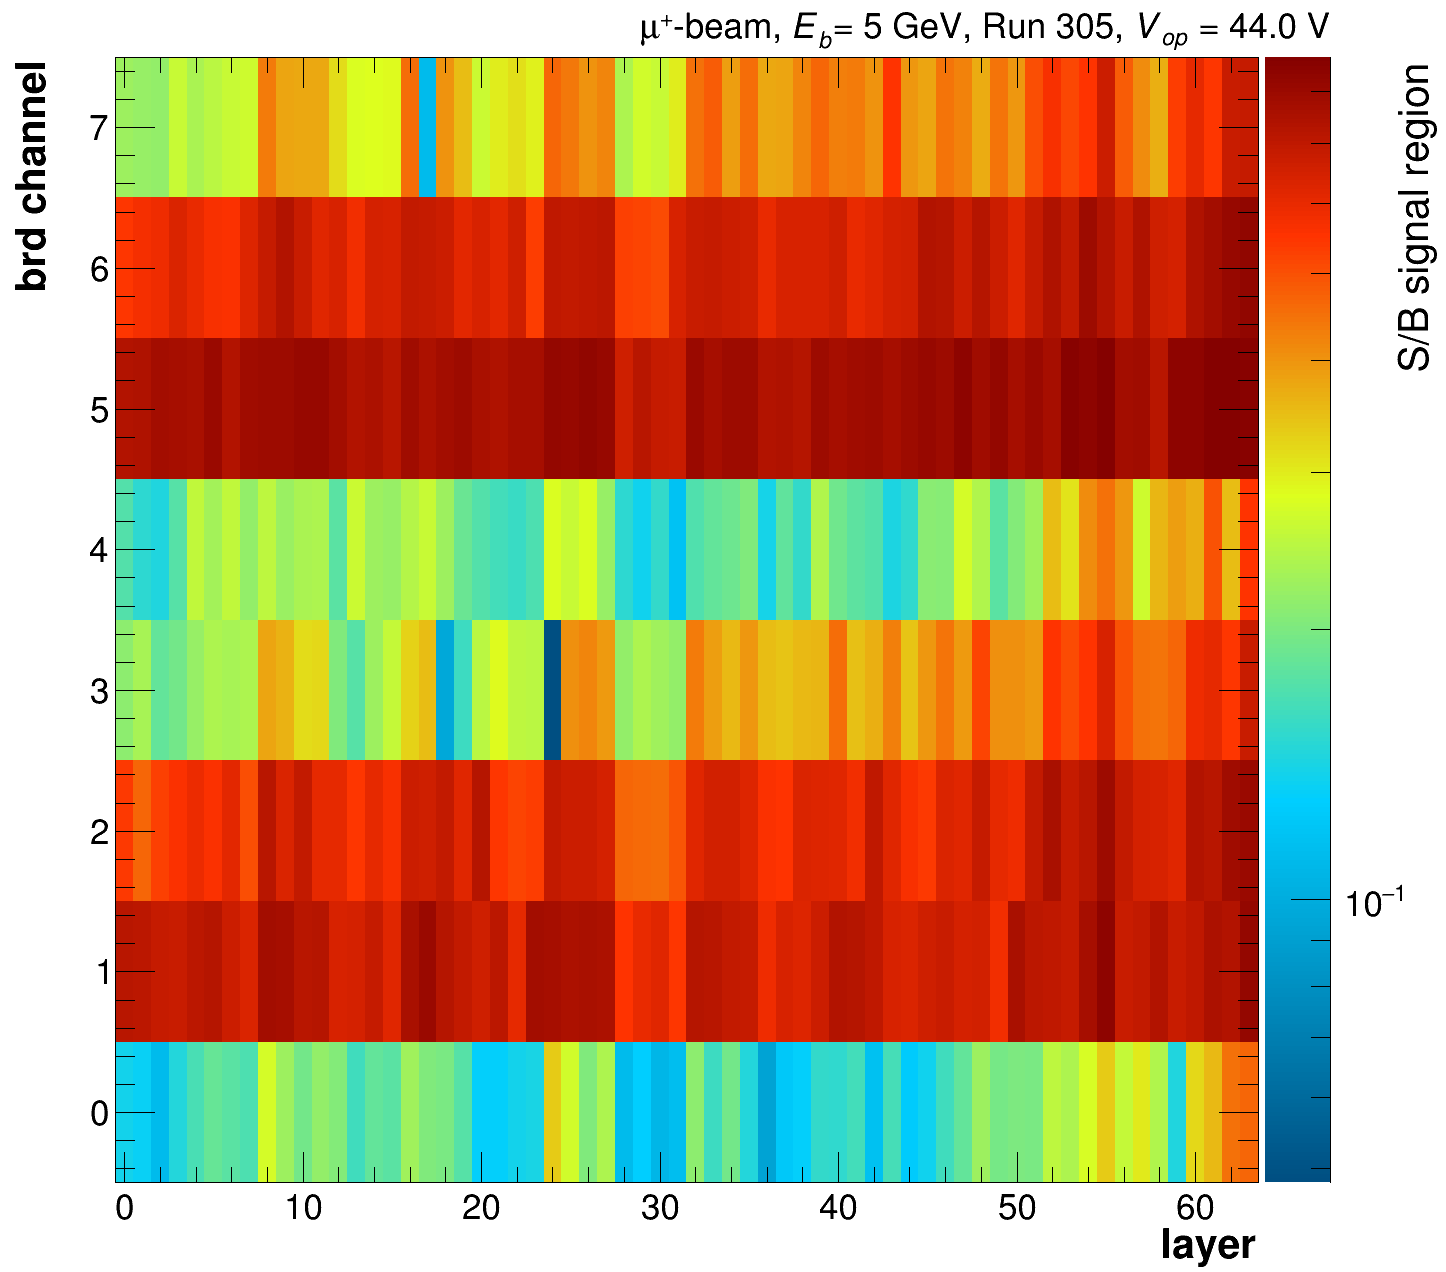 μ⁺-beam, E_b= 5 GeV, Run 305, V_op = 44.0 V
brd channel
7
6
5
4
3
2
1
0
0 10 20 30 40 50 60
layer
10⁻¹
S/B signal region